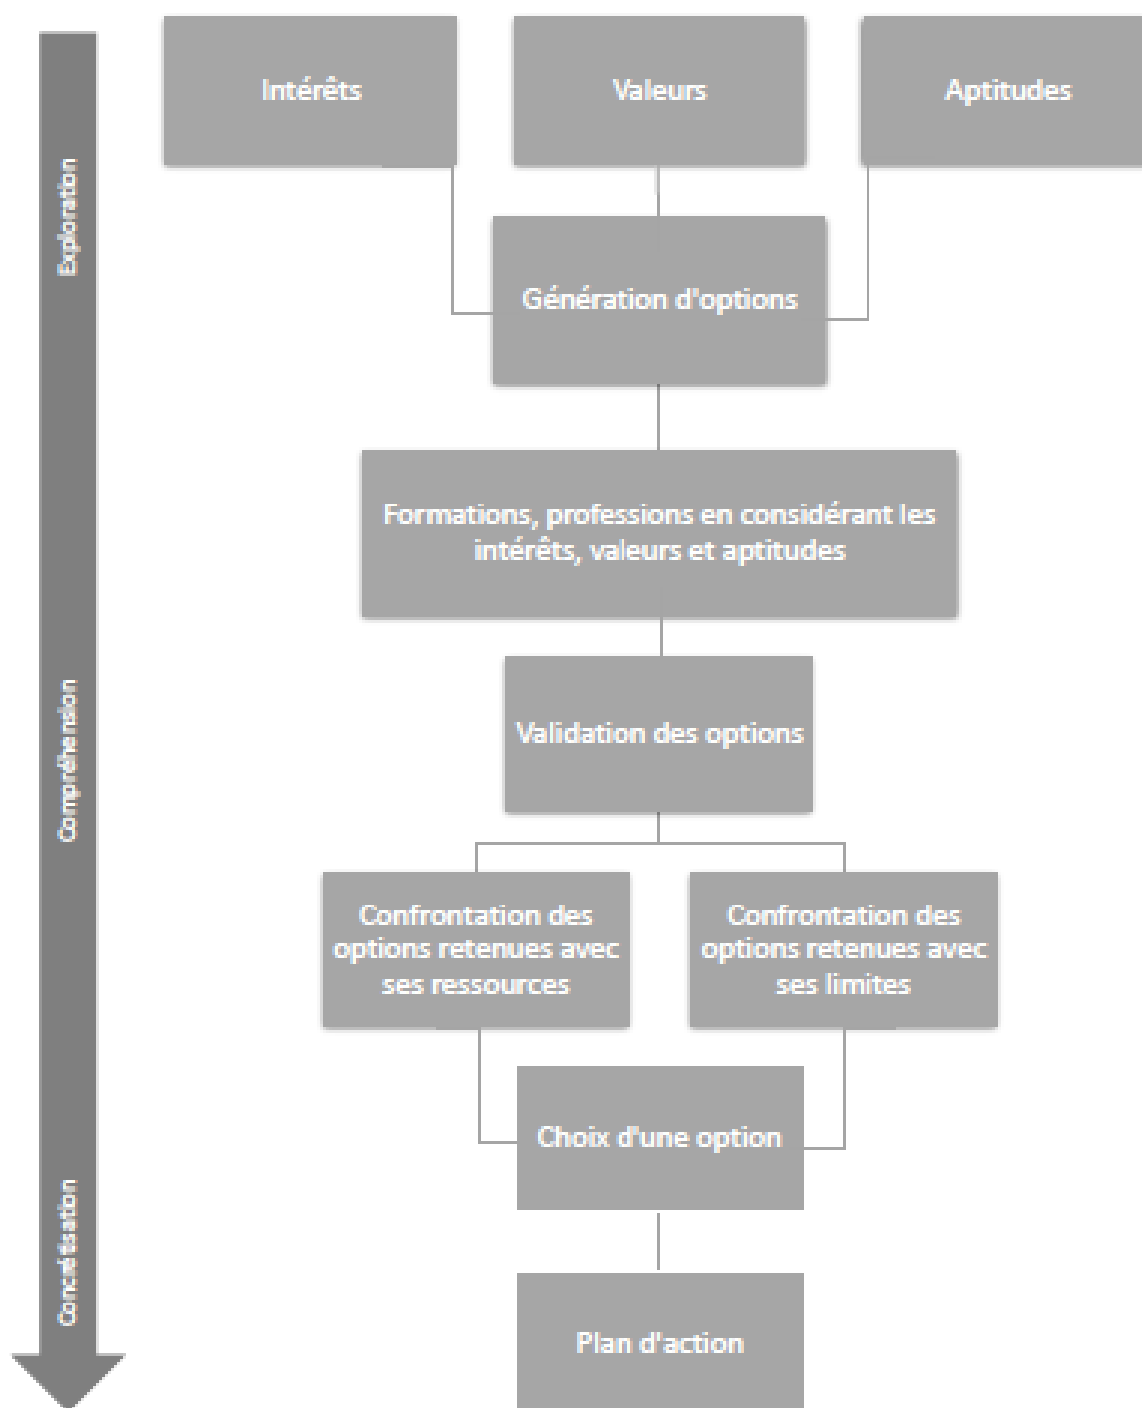 Intérêts
Valeurs
Aptitudes
Exploration
Génération d'options
Formations, professions en considérant les
intérêts, valeurs et aptitudes
Compréhension
Validation des options
Confrontation des
options retenues avec
ses ressources
Confrontation des
options retenues avec
ses limites
Choix d'une option
Concrétisation
Plan d'action